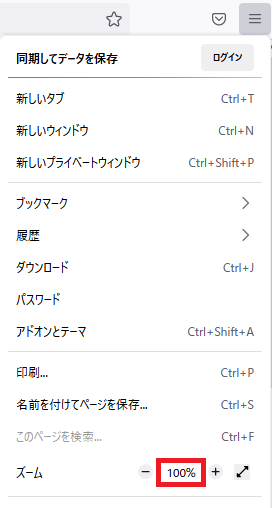 同期してデータを保存 ログイン
新しいタブ Ctrl+T
新しいウィンドウ Ctrl+N
新しいプライベートウィンドウ Ctrl+Shift+P
ブックマーク
履歴
ダウンロード Ctrl+J
パスワード
アドオンとテーマ Ctrl+Shift+A
印刷... Ctrl+P
名前を付けてページを保存... Ctrl+S
このページを検索... Ctrl+F
ズーム − 100% +